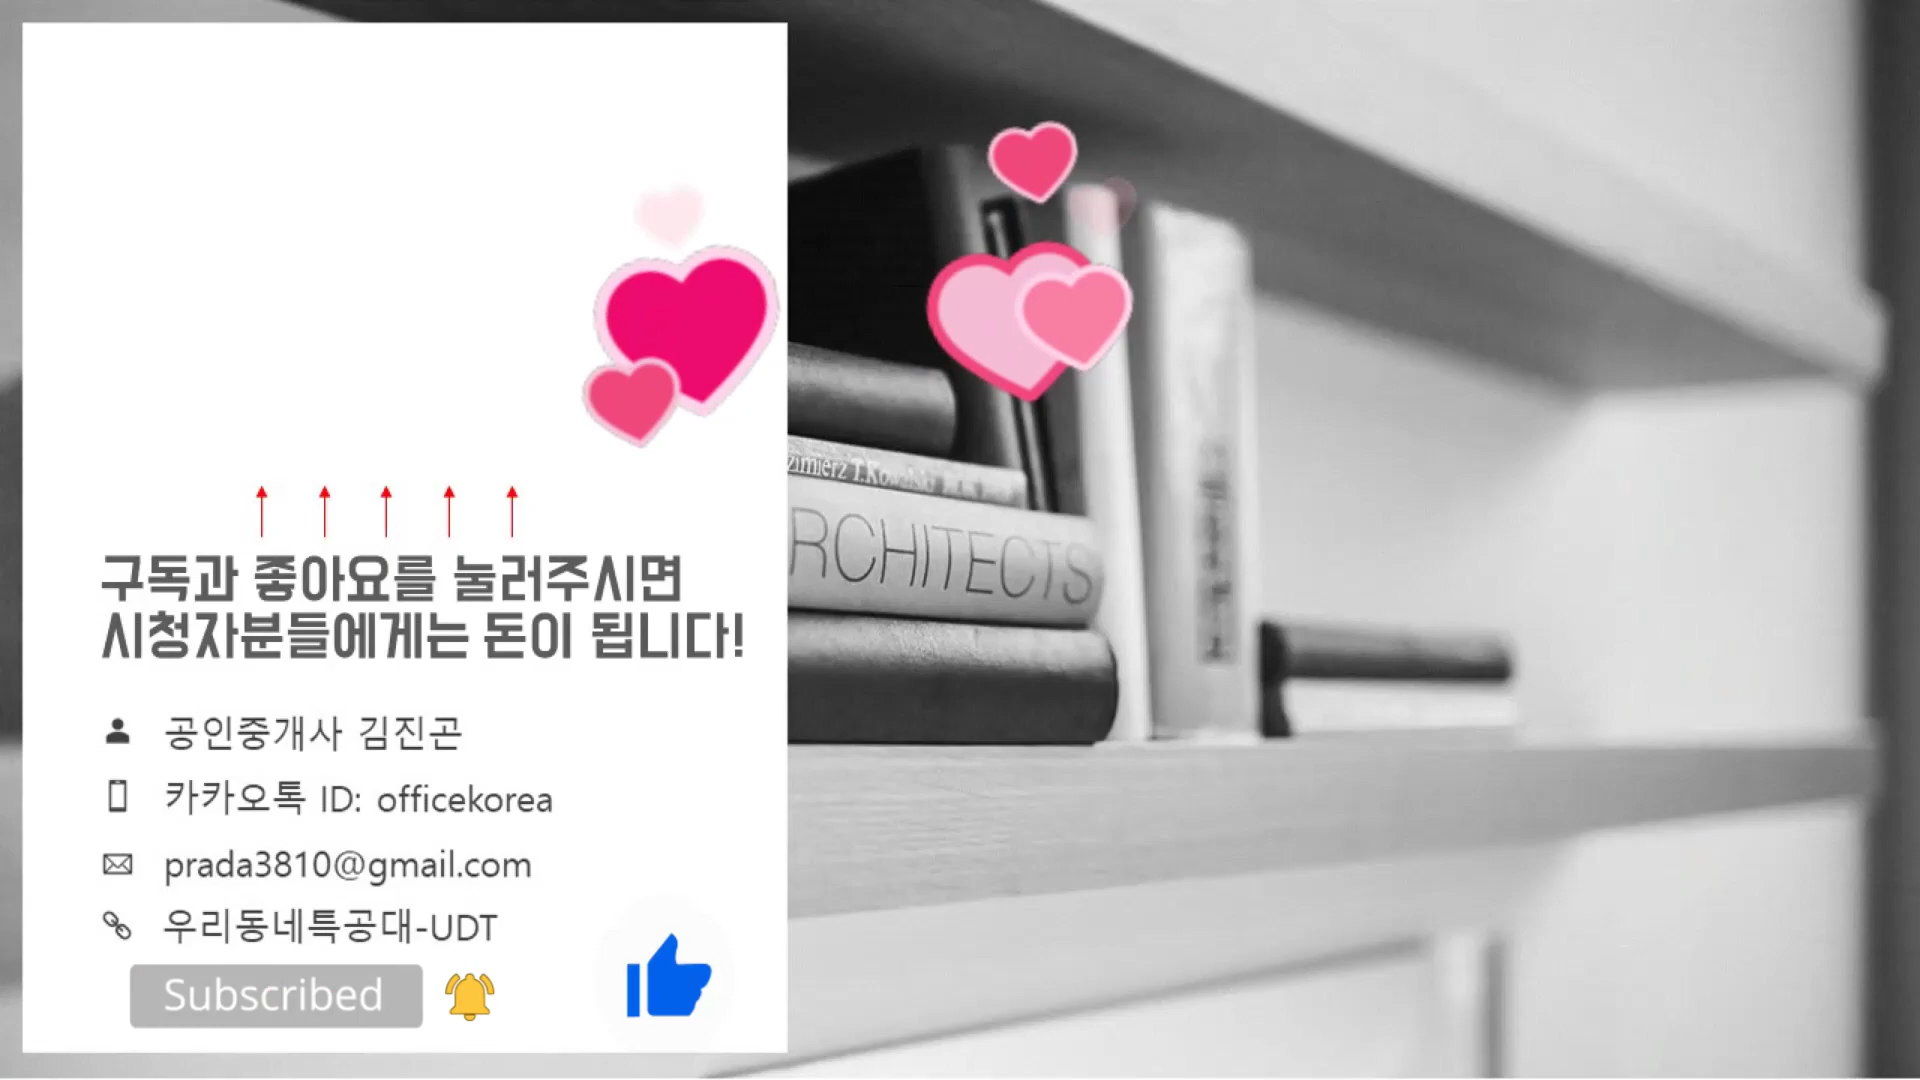 구독과 좋아요를 눌러주시면
시청자분들에게는 돈이 됩니다!
공인중개사 김진곤
카카오톡 ID: officekorea
prada3810@gmail.com
우리동네특공대-UDT
Subscribed
zimierz T.Kowalski
RCHITECTS